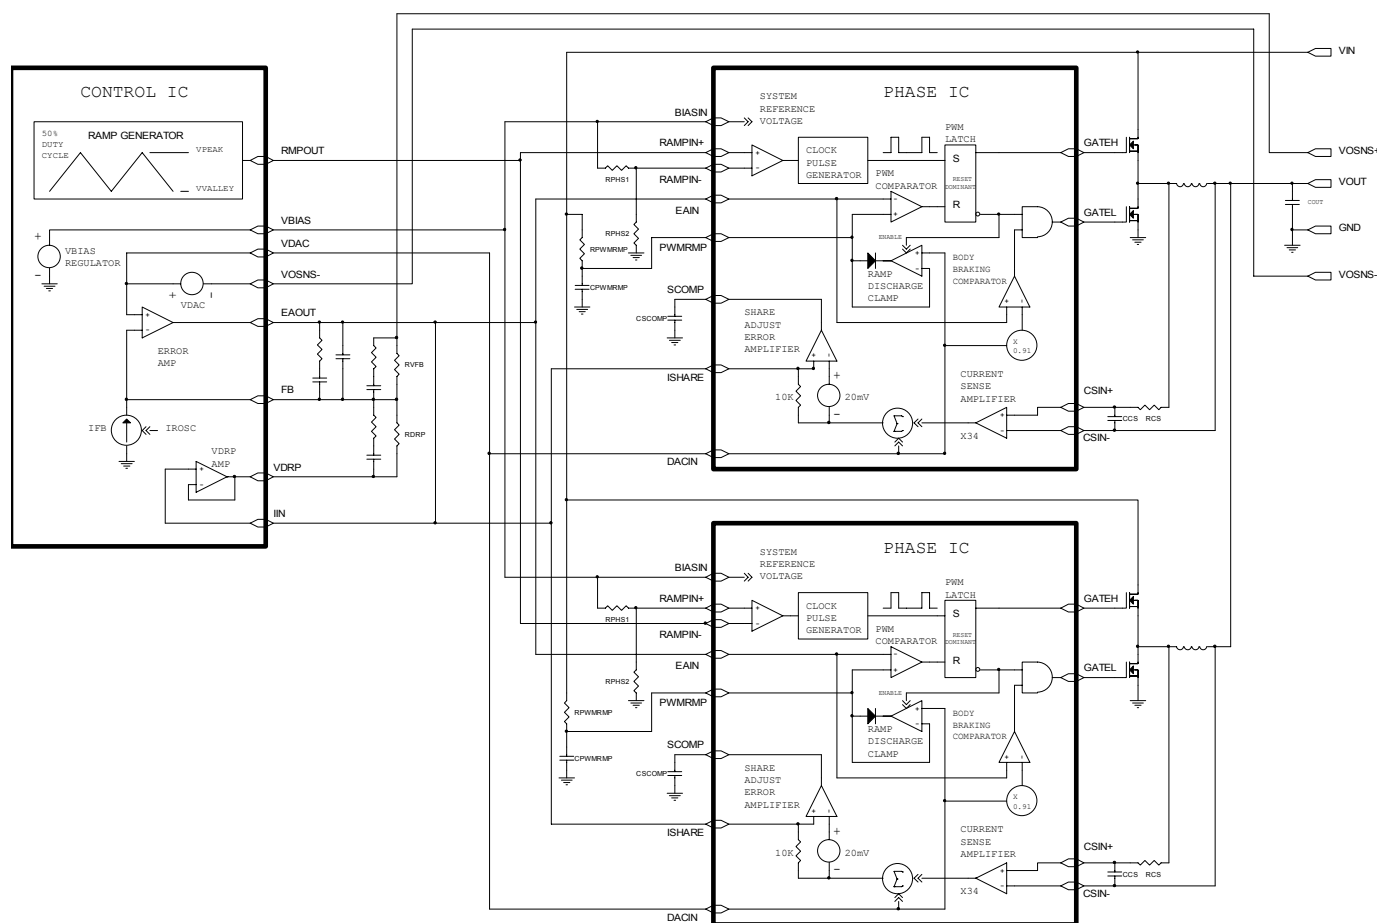 CONTROL IC
50%
DUTY
CYCLE
RAMP GENERATOR
VPEAK
VVALLEY
RMPOUT
VBIAS
VBIAS
REGULATOR
VDAC
VOSNS-
VDAC
EAOUT
ERROR
AMP
RVFB
FB
IFB
IROSC
RDRP
VDRP
AMP
VDRP
IIN
VIN
VOSNS+
VOUT
COUT
GND
VOSNS-
PHASE IC
BIASIN
SYSTEM
REFERENCE
VOLTAGE
RAMPIN+
RAMPIN-
RPHS1
CLOCK
PULSE
GENERATOR
PWM
LATCH
S
RESET
DOMINANT
R
GATEH
PWM
COMPARATOR
EAIN
RPHS2
RPWMRMP
PWMRMP
CPWMRMP
ENABLE
GATEL
RAMP
DISCHARGE
CLAMP
BODY
BRAKING
COMPARATOR
SCOMP
CSCOMP
SHARE
ADJUST
ERROR
AMPLIFIER
X
0.91
ISHARE
10K
20mV
CURRENT
SENSE
AMPLIFIER
X34
Σ
CSIN+
CCS
RCS
CSIN-
DACIN
PHASE IC
BIASIN
SYSTEM
REFERENCE
VOLTAGE
RAMPIN+
RPHS1
RAMPIN-
CLOCK
PULSE
GENERATOR
PWM
LATCH
S
RESET
DOMINANT
R
GATEH
PWM
COMPARATOR
EAIN
RPHS2
RPWMRMP
PWMRMP
CPWMRMP
ENABLE
GATEL
RAMP
DISCHARGE
CLAMP
BODY
BRAKING
COMPARATOR
SCOMP
CSCOMP
SHARE
ADJUST
ERROR
AMPLIFIER
X
0.91
ISHARE
10K
20mV
CURRENT
SENSE
AMPLIFIER
X34
Σ
CSIN+
CCS
RCS
CSIN-
DACIN